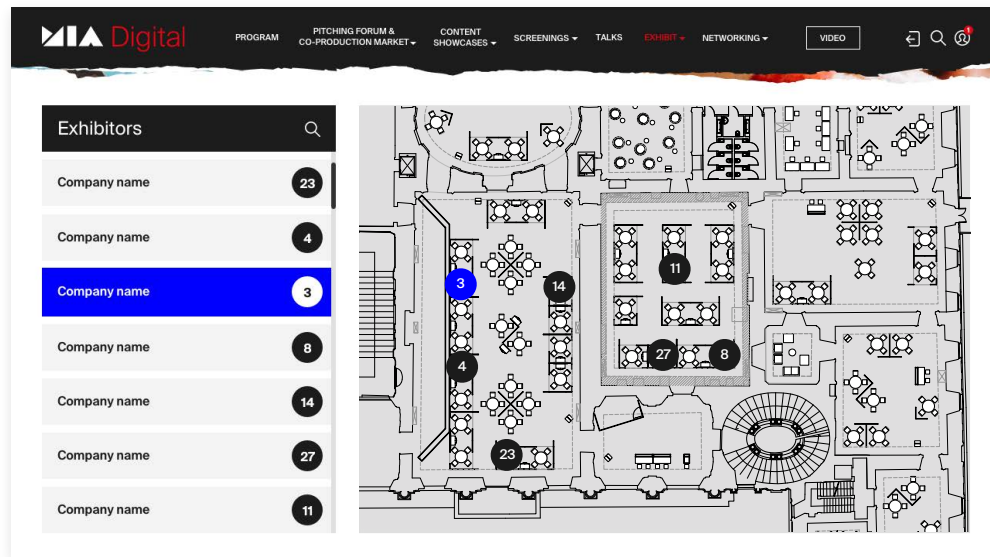 MIA Digital
PROGRAM
PITCHING FORUM &
CO-PRODUCTION MARKET
CONTENT
SHOWCASES
SCREENINGS
TALKS
EXHIBIT
NETWORKING
VIDEO
1
Exhibitors
Company name 23
Company name 4
Company name 3
Company name 8
Company name 14
Company name 27
Company name 11
11
3
14
27
8
4
23